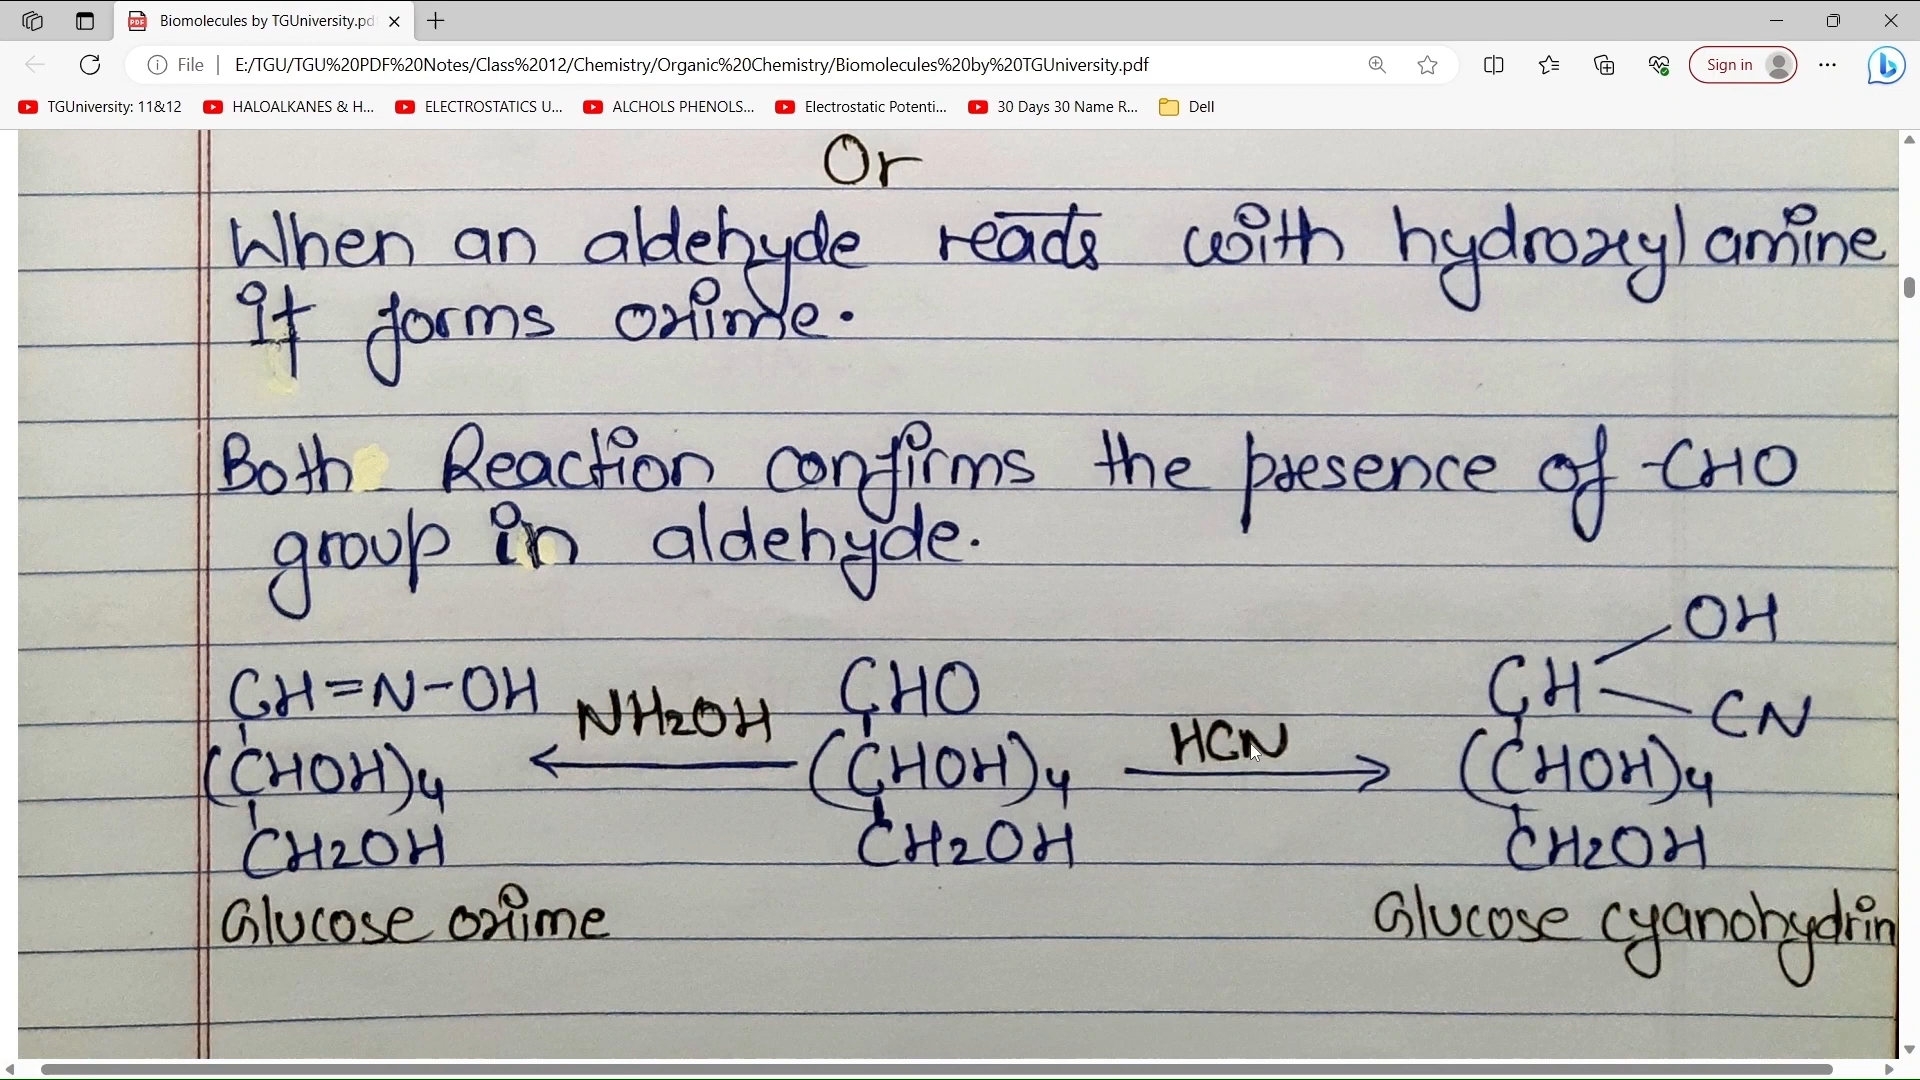 Biomolecules by TGUniversity.pd
File
E:/TGU/TGU%20PDF%20Notes/Class%2012/Chemistry/Organic%20Chemistry/Biomolecules%20by%20TGUniversity.pdf
Sign in
TGUniversity: 11&12
HALOALKANES & H...
ELECTROSTATICS U...
ALCHOLS PHENOLS...
Electrostatic Potenti...
30 Days 30 Name R...
Dell
Or
When an aldehyde reacts with hydroxyl amine
it forms oxime.
Both Reaction confirms the presence of -CHO
group in aldehyde.
OH
CH=N-OH NH2OH CHO HCN CH CN
(CHOH)4 (CHOH)4 (CHOH)4
CH2OH CH2OH CH2OH
Glucose oxime Glucose cyanohydrin